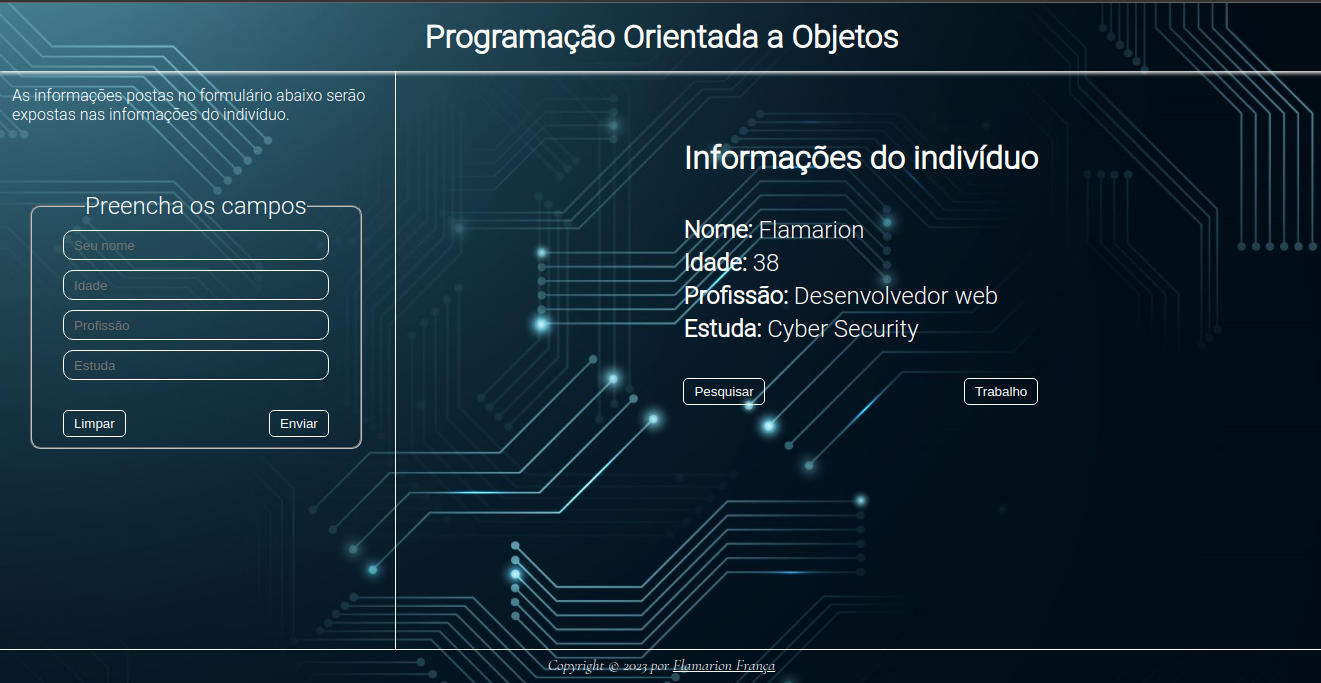 Programação Orientada a Objetos
As informações postas no formulário abaixo serão
expostas nas informações do indivíduo.
Preencha os campos
Seu nome
Idade
Profissão
Estuda
Limpar
Enviar
Informações do indivíduo
Nome: Flamarion
Idade: 38
Profissão: Desenvolvedor web
Estuda: Cyber Security
Pesquisar
Trabalho
Copyright © 2023 por Flamarion França